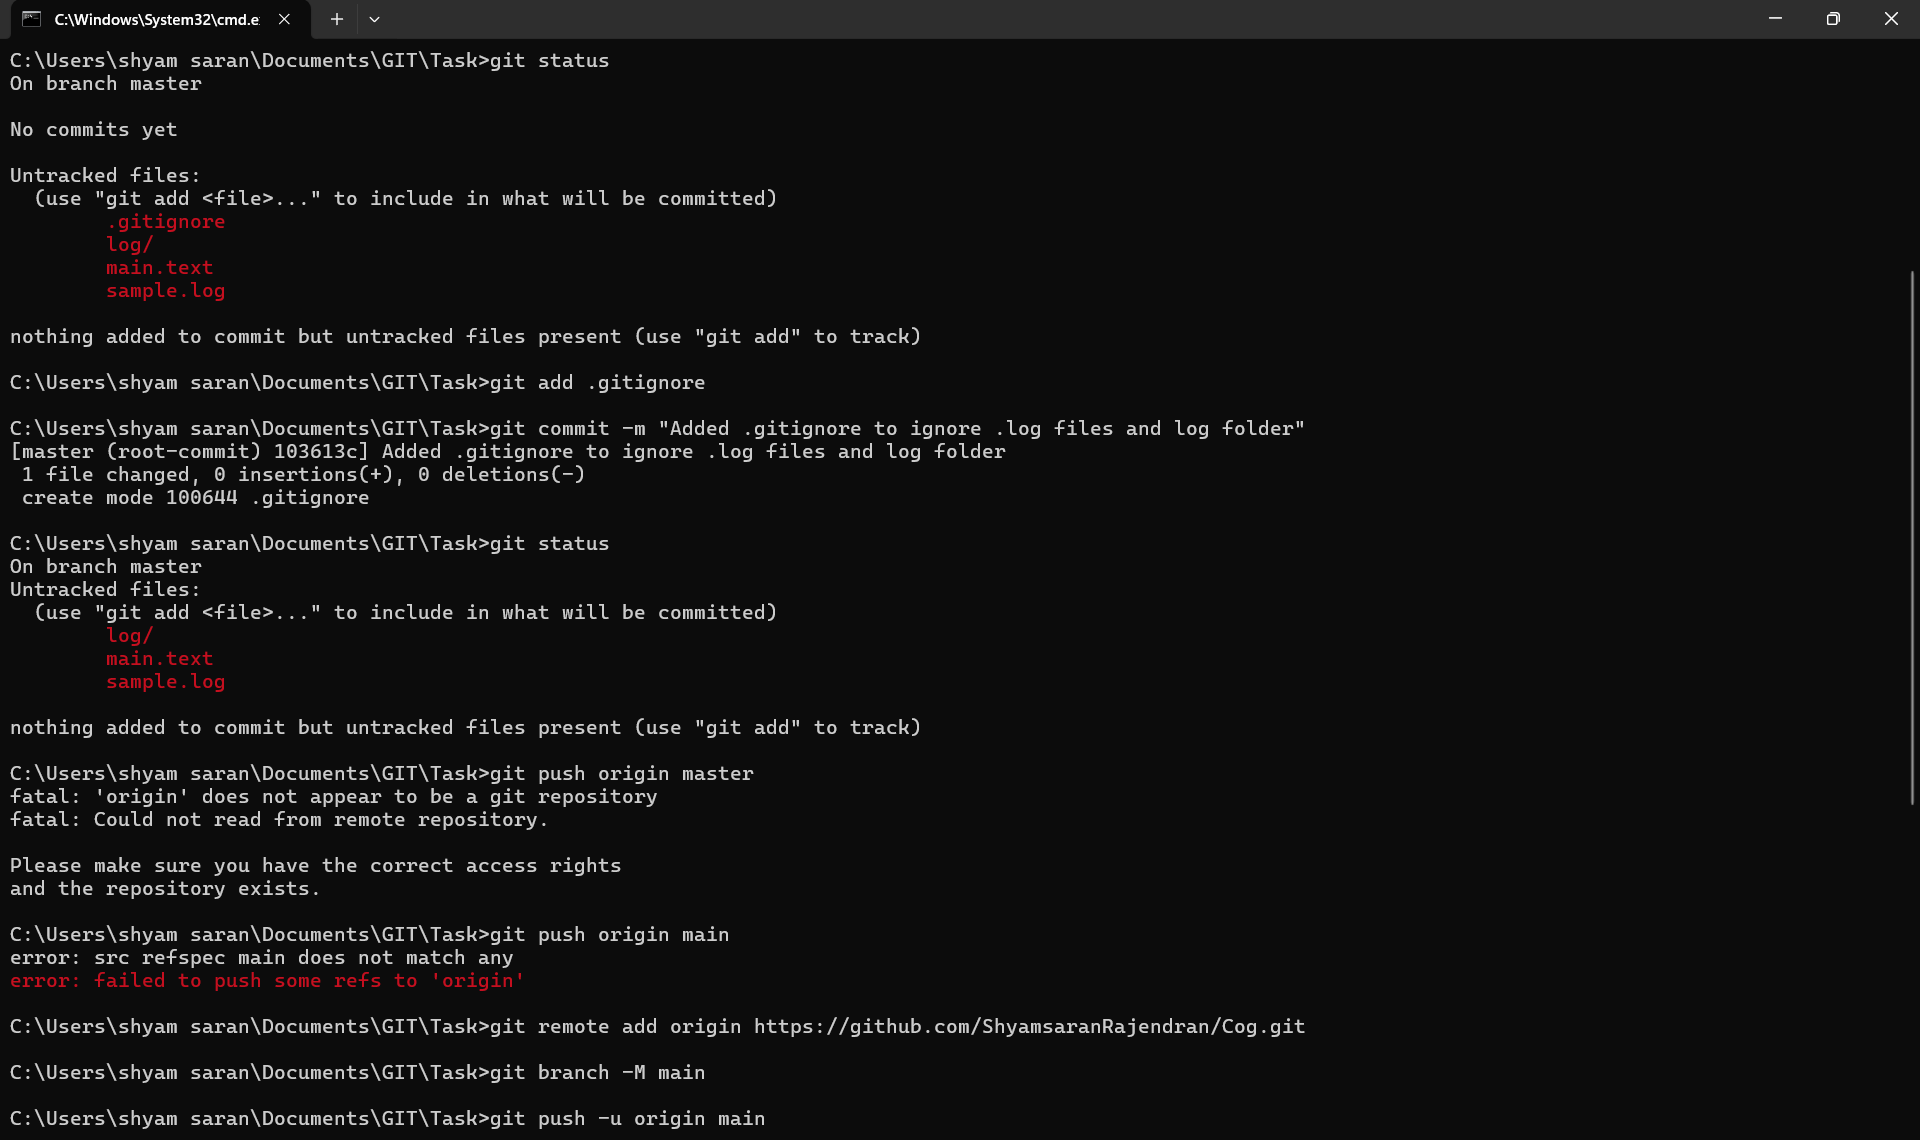 C:\Windows\System32\cmd.e
C:\Users\shyam saran\Documents\GIT\Task>git status
On branch master
No commits yet
Untracked files:
  (use "git add <file>..." to include in what will be committed)
        .gitignore
        log/
        main.text
        sample.log
nothing added to commit but untracked files present (use "git add" to track)
C:\Users\shyam saran\Documents\GIT\Task>git add .gitignore
C:\Users\shyam saran\Documents\GIT\Task>git commit -m "Added .gitignore to ignore .log files and log folder"
[master (root-commit) 103613c] Added .gitignore to ignore .log files and log folder
 1 file changed, 0 insertions(+), 0 deletions(-)
 create mode 100644 .gitignore
C:\Users\shyam saran\Documents\GIT\Task>git status
On branch master
Untracked files:
  (use "git add <file>..." to include in what will be committed)
        log/
        main.text
        sample.log
nothing added to commit but untracked files present (use "git add" to track)
C:\Users\shyam saran\Documents\GIT\Task>git push origin master
fatal: 'origin' does not appear to be a git repository
fatal: Could not read from remote repository.
Please make sure you have the correct access rights
and the repository exists.
C:\Users\shyam saran\Documents\GIT\Task>git push origin main
error: src refspec main does not match any
error: failed to push some refs to 'origin'
C:\Users\shyam saran\Documents\GIT\Task>git remote add origin https://github.com/ShyamsaranRajendran/Cog.git
C:\Users\shyam saran\Documents\GIT\Task>git branch -M main
C:\Users\shyam saran\Documents\GIT\Task>git push -u origin main